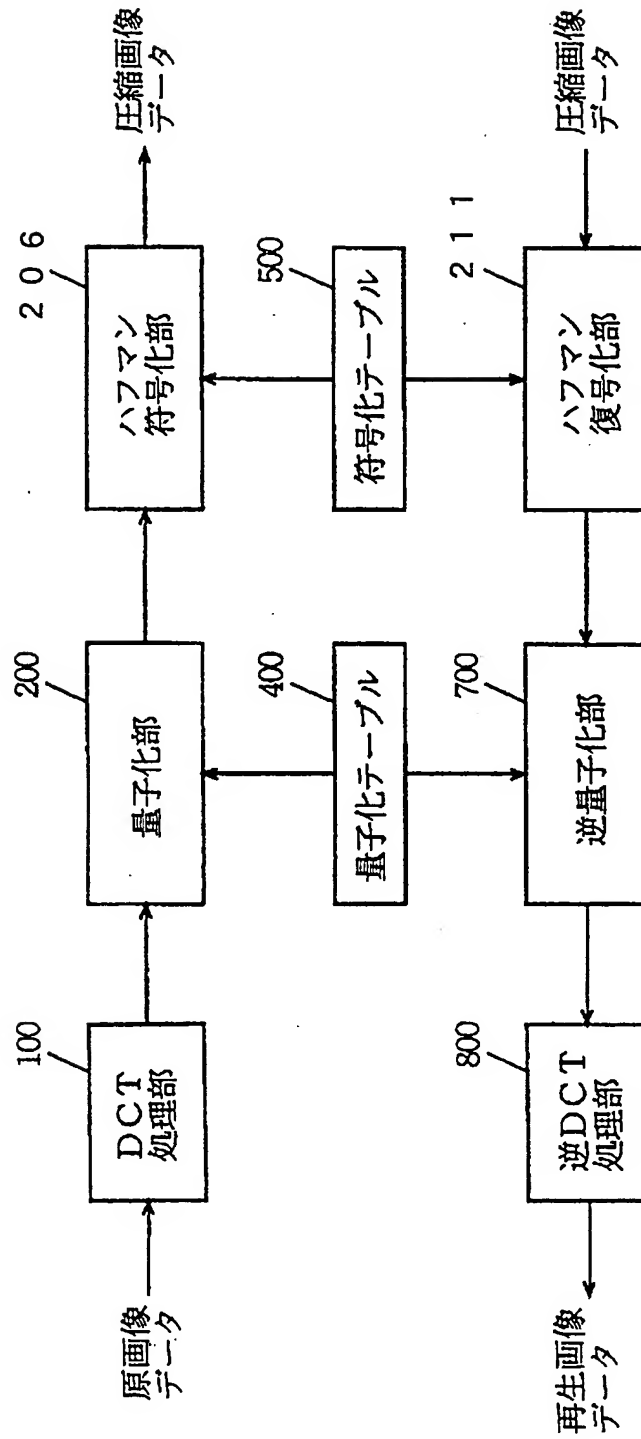 原画像
データ
100
DCT
処理部
200
量子化部
206
ハフマン
符号化部
圧縮画像
データ
400
量子化テーブル
500
符号化テーブル
再生画像
データ
800
逆DCT
処理部
700
逆量子化部
211
ハフマン
復号化部
圧縮画像
データ